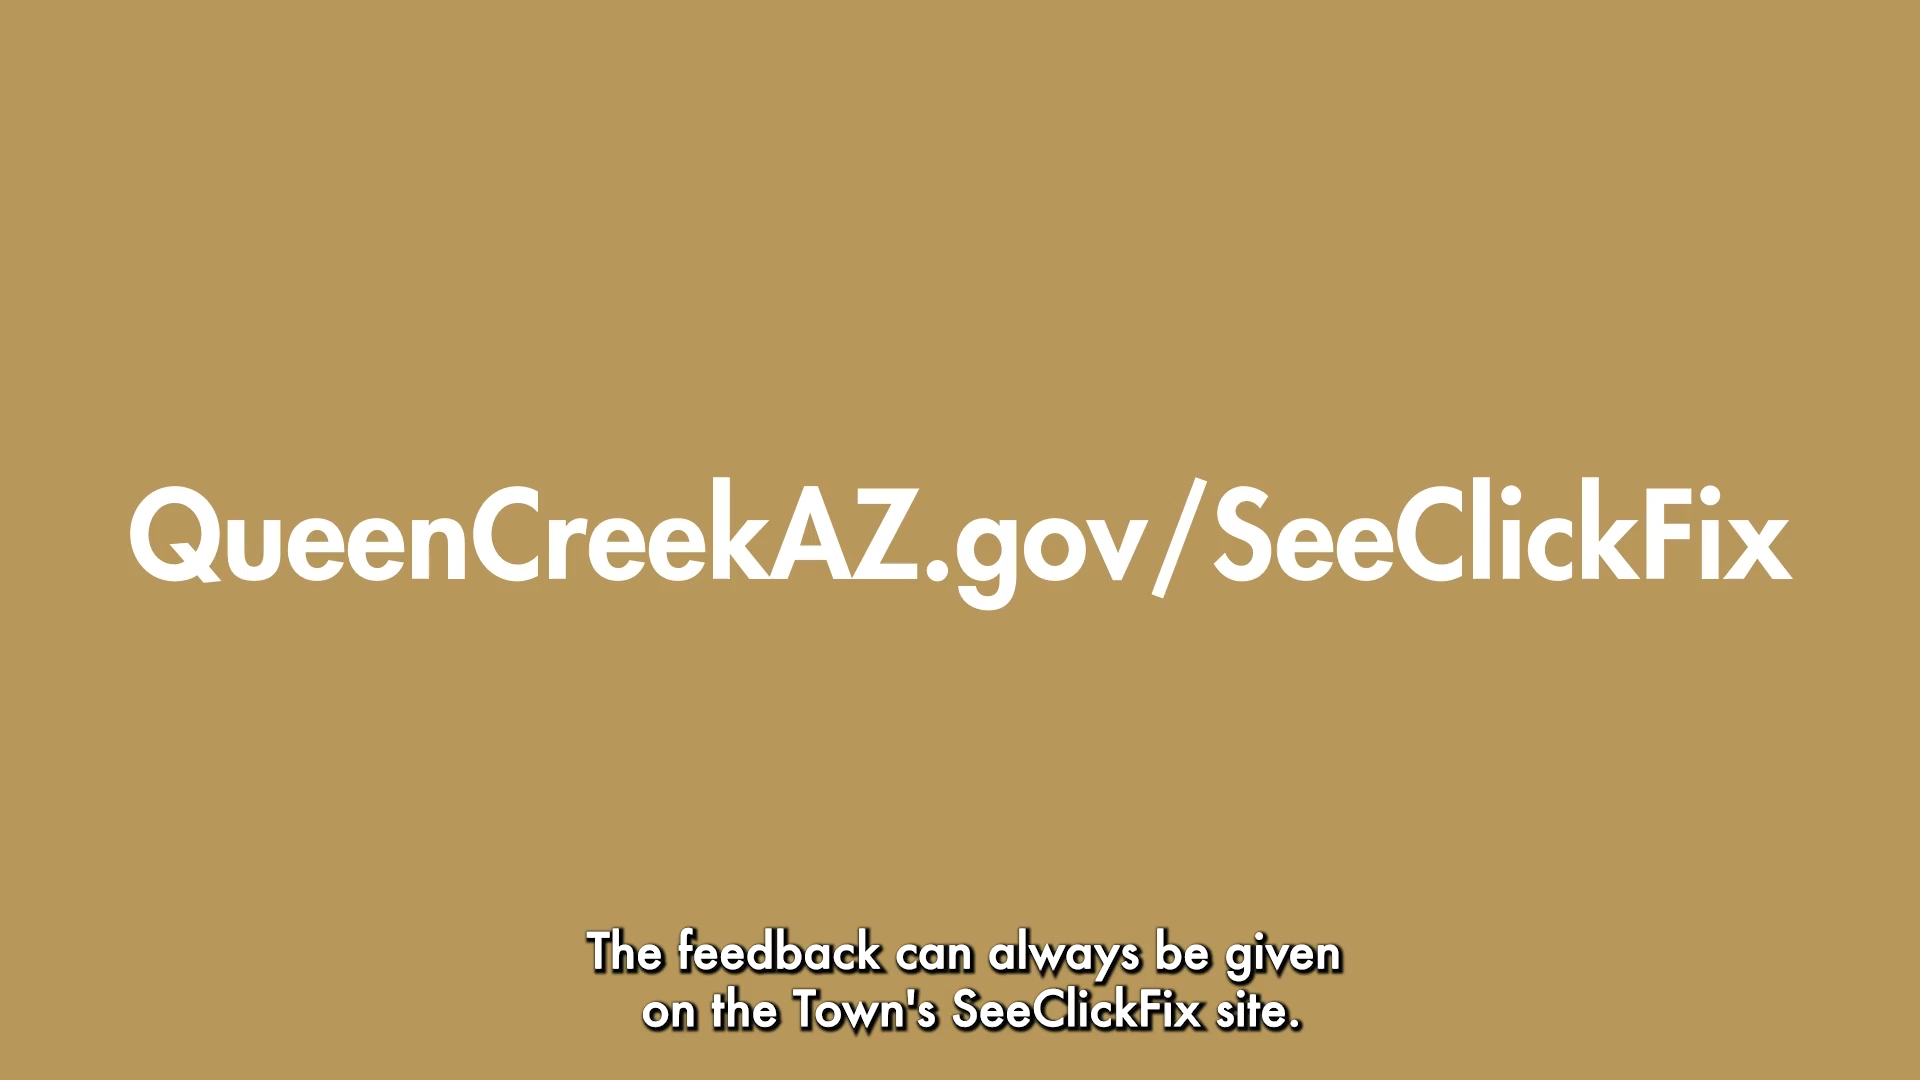 QueenCreekAZ.gov/SeeClickFix
The feedback can always be given
on the Town's SeeClickFix site.